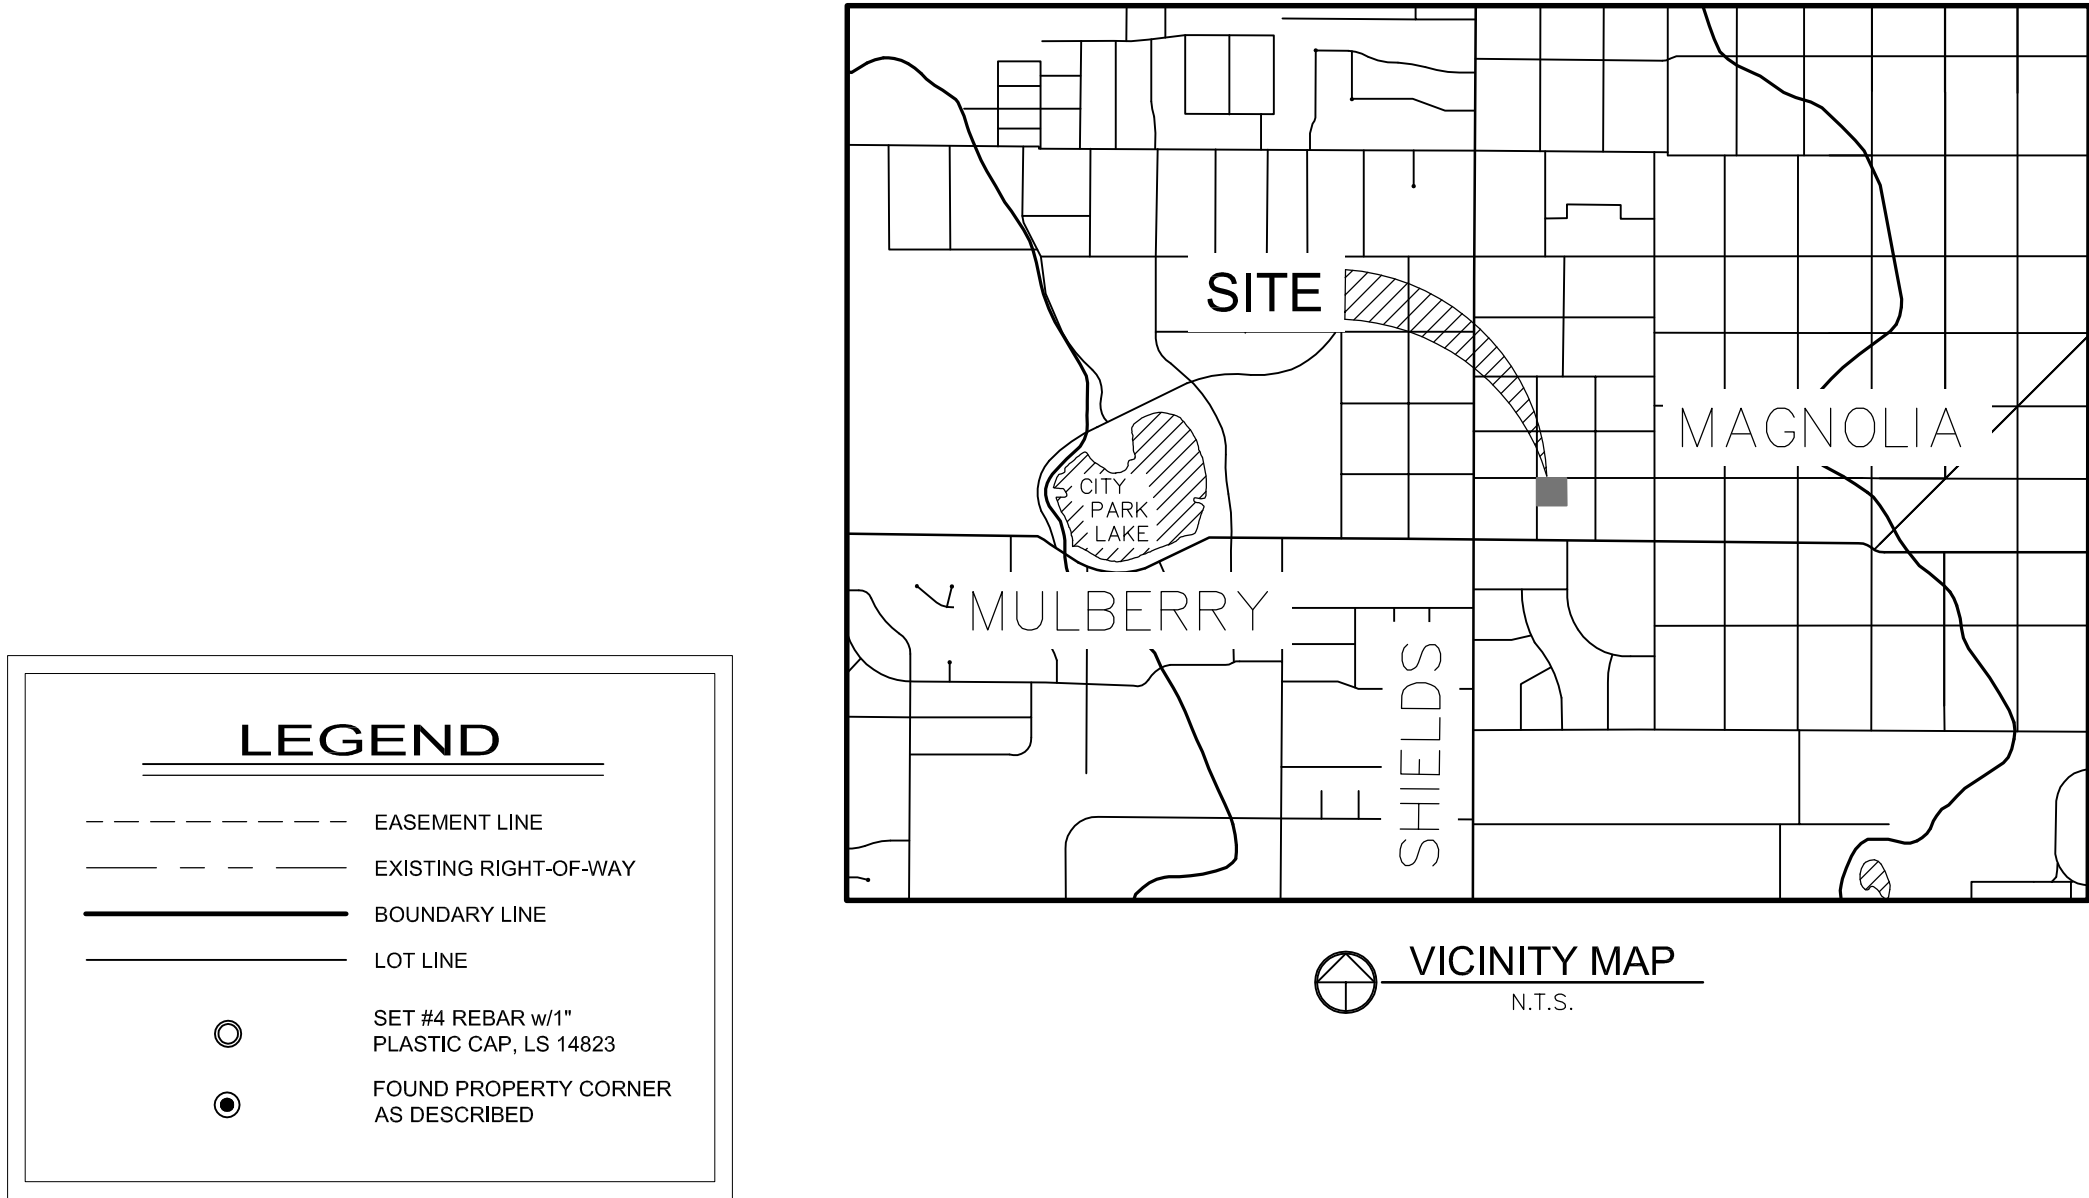 SITE
MAGNOLIA
CITY
PARK
LAKE
MULBERRY
SHIELDS
VICINITY MAP
N.T.S.
LEGEND
EASEMENT LINE
EXISTING RIGHT-OF-WAY
BOUNDARY LINE
LOT LINE
SET #4 REBAR w/1"
PLASTIC CAP, LS 14823
FOUND PROPERTY CORNER
AS DESCRIBED